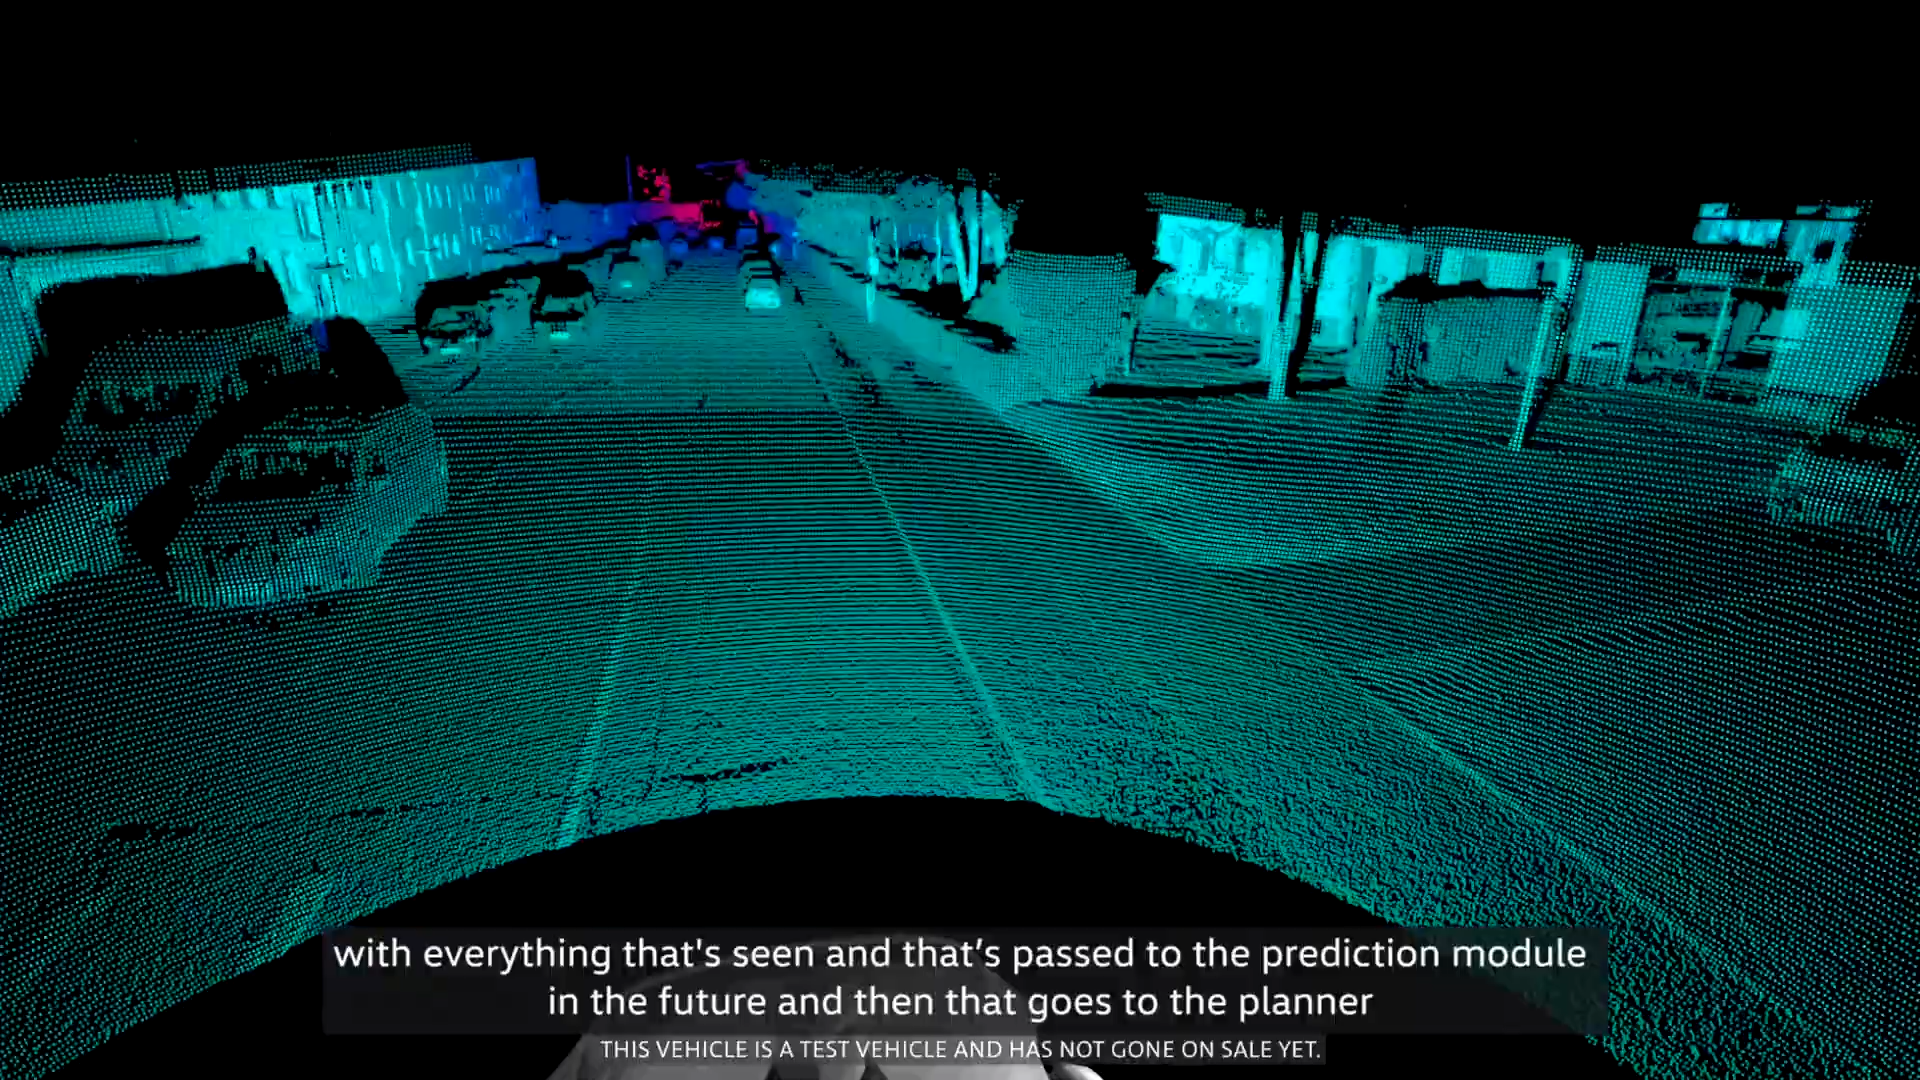 with everything that's seen and that's passed to the prediction module
in the future and then that goes to the planner
THIS VEHICLE IS A TEST VEHICLE AND HAS NOT GONE ON SALE YET.